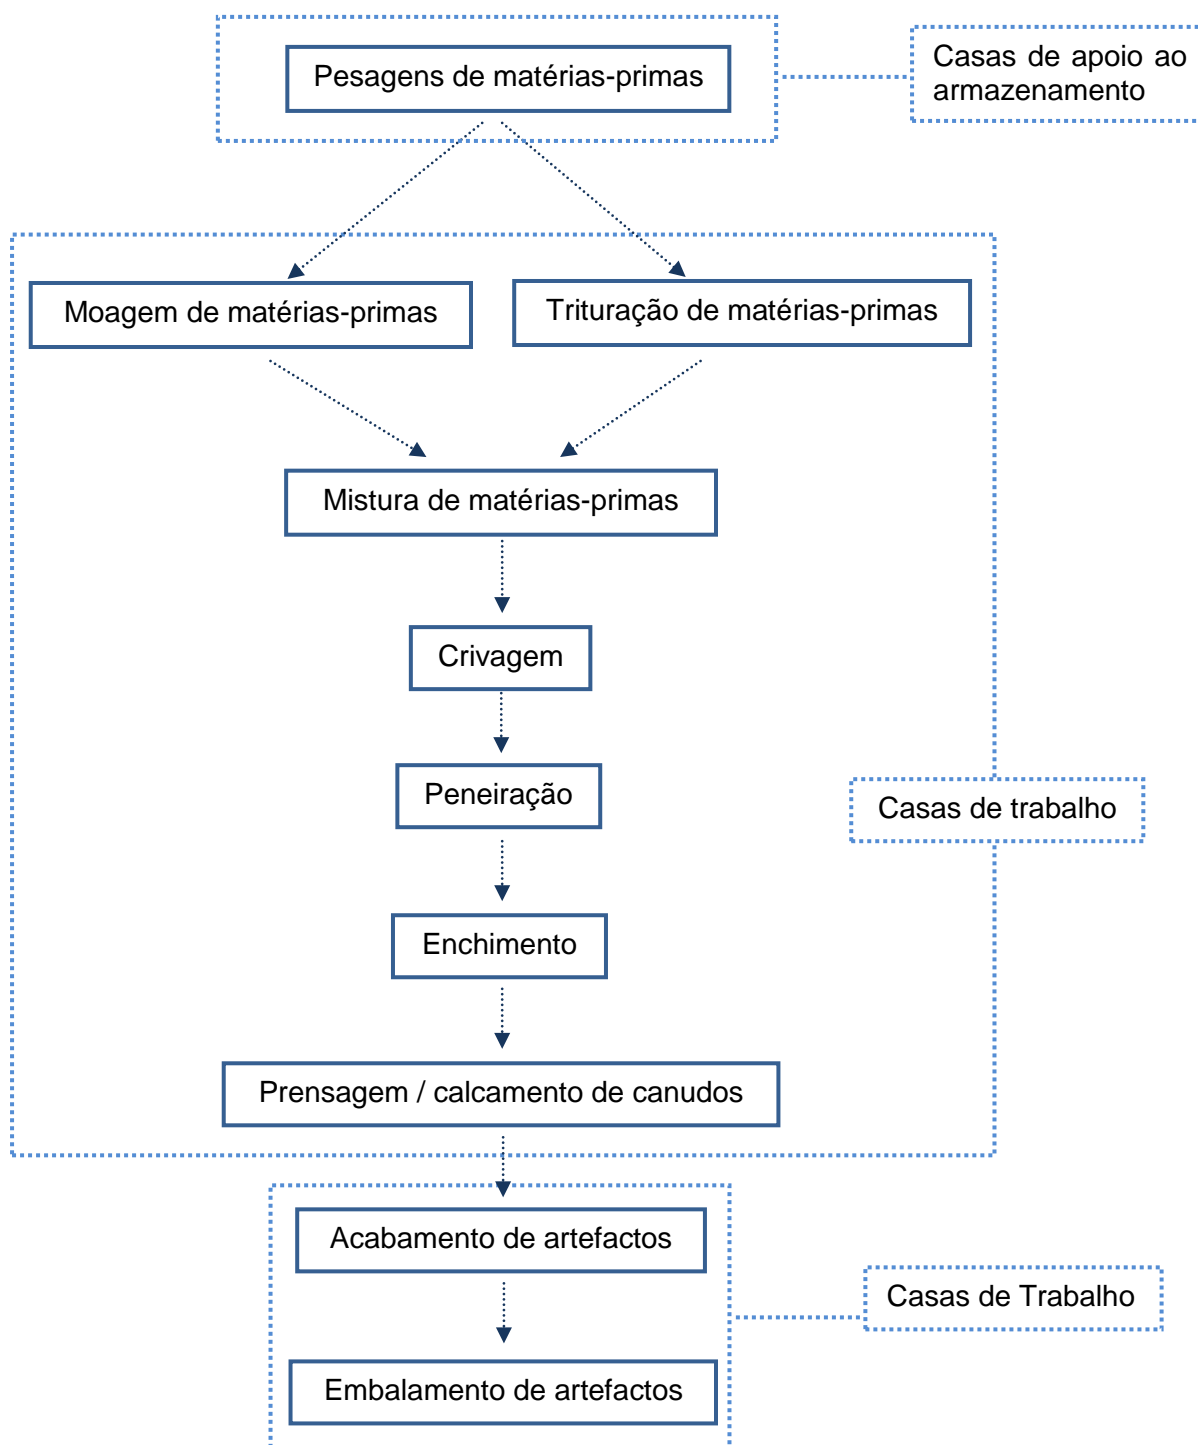 Pesagens de matérias-primas
Casas de apoio ao
armazenamento
Moagem de matérias-primas
Trituração de matérias-primas
Mistura de matérias-primas
Crivagem
Peneiração
Casas de trabalho
Enchimento
Prensagem / calcamento de canudos
Acabamento de artefactos
Casas de Trabalho
Embalamento de artefactos